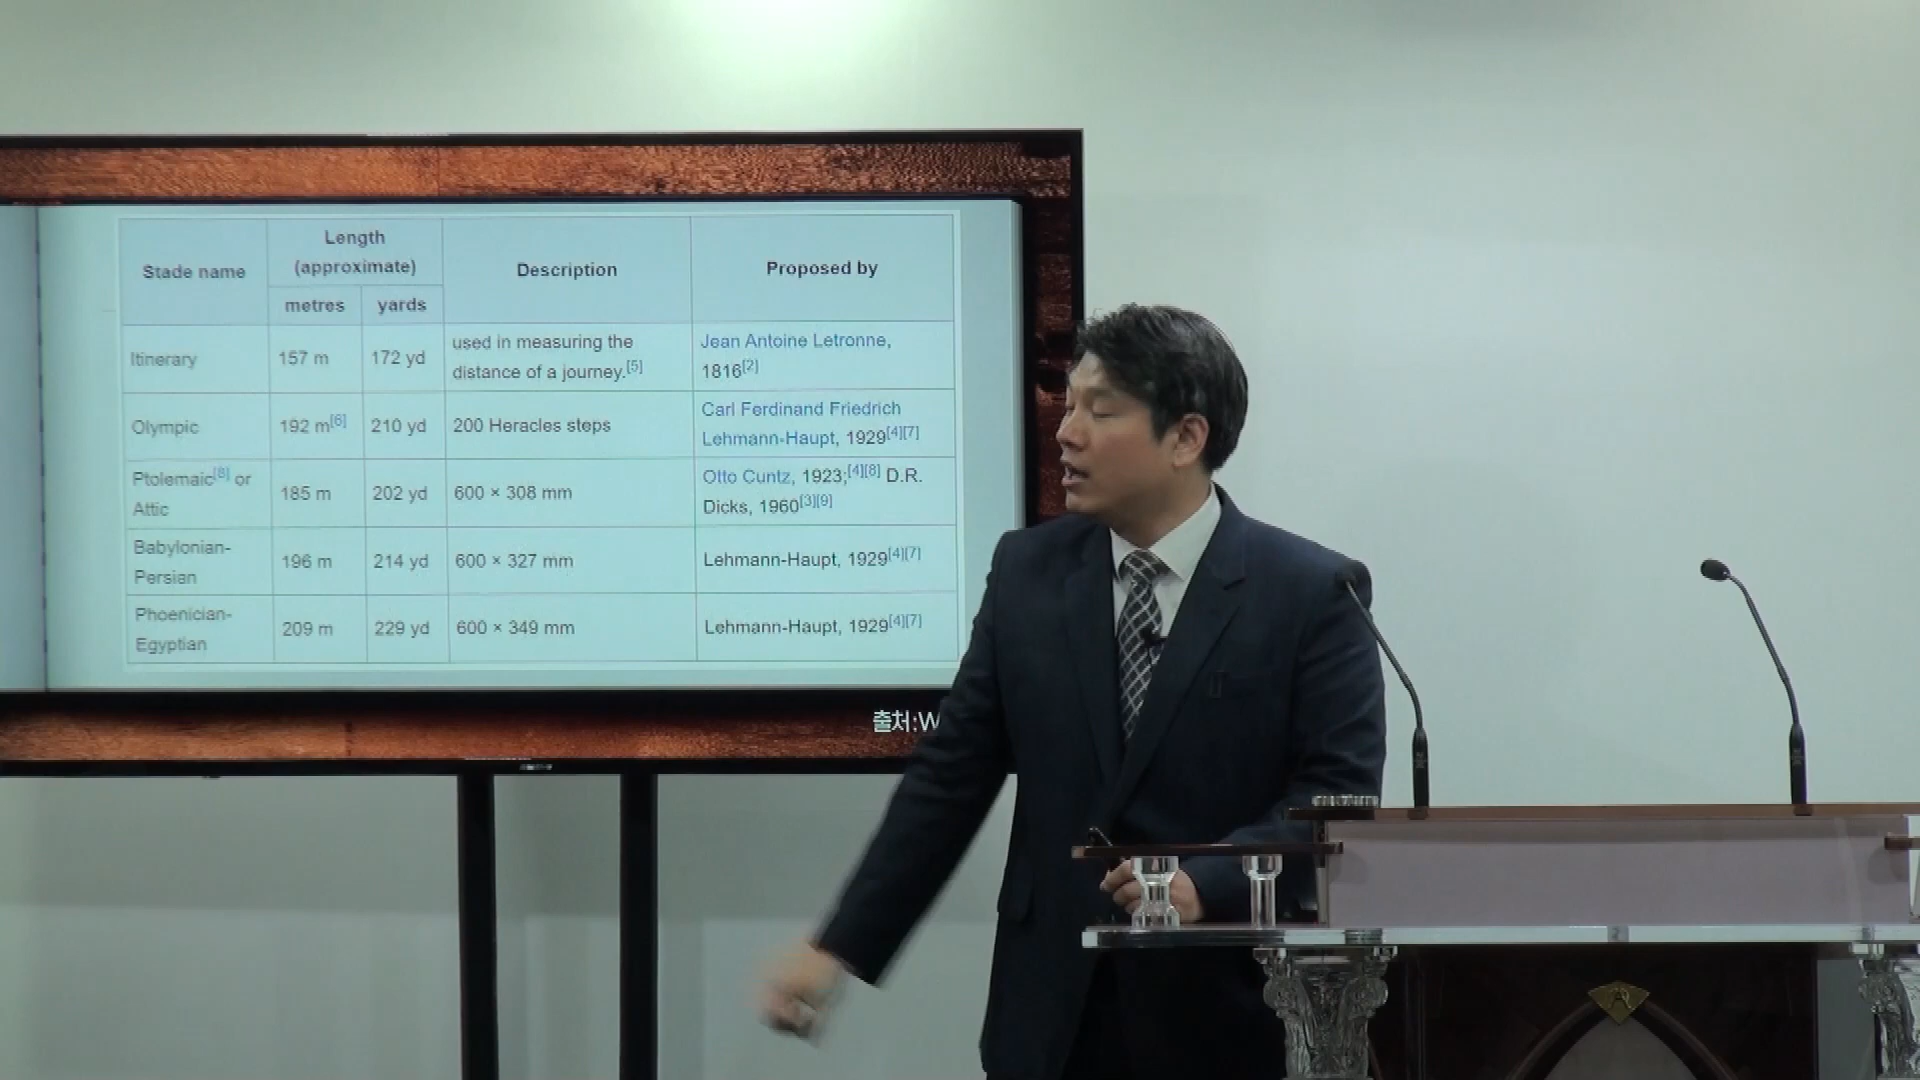 Stade name
Length
(approximate)
Description
Proposed by
metres
yards
Itinerary
157 m
172 yd
used in measuring the
distance of a journey.[5]
Jean Antoine Letronne,
1816[2]
Olympic
192 m[6]
210 yd
200 Heracles steps
Carl Ferdinand Friedrich
Lehmann-Haupt, 1929[4][7]
Ptolemaic[8] or
Attic
185 m
202 yd
600 × 308 mm
Otto Cuntz, 1923;[4][8] D.R.
Dicks, 1960[3][9]
Babylonian-
Persian
196 m
214 yd
600 × 327 mm
Lehmann-Haupt, 1929[4][7]
Phoenician-
Egyptian
209 m
229 yd
600 × 349 mm
Lehmann-Haupt, 1929[4][7]
출처:W